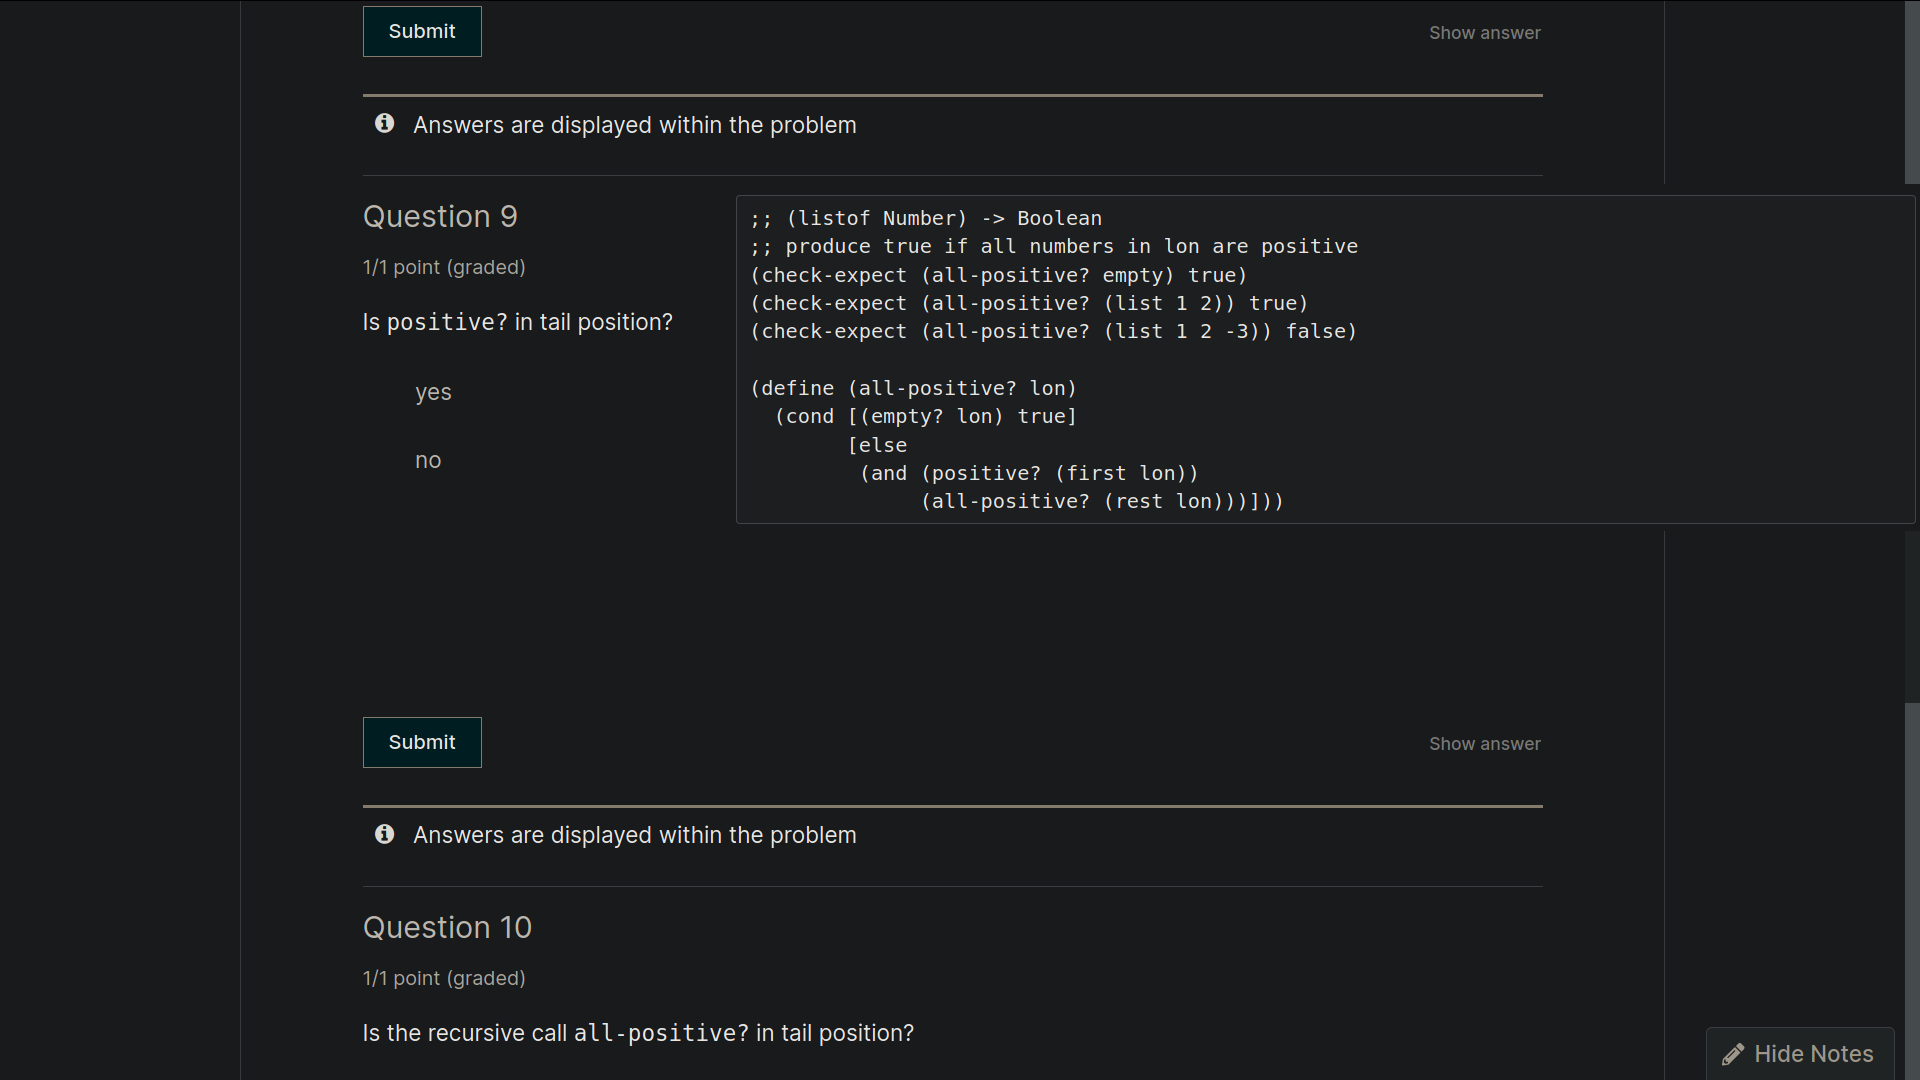 Submit
Show answer
Answers are displayed within the problem
Question 9
1/1 point (graded)
Is positive? in tail position?
yes
no
;; (listof Number) -> Boolean
;; produce true if all numbers in lon are positive
(check-expect (all-positive? empty) true)
(check-expect (all-positive? (list 1 2)) true)
(check-expect (all-positive? (list 1 2 -3)) false)
(define (all-positive? lon)
  (cond [(empty? lon) true]
        [else
         (and (positive? (first lon))
              (all-positive? (rest lon)))]))
Submit
Show answer
Answers are displayed within the problem
Question 10
1/1 point (graded)
Is the recursive call all-positive? in tail position?
Hide Notes